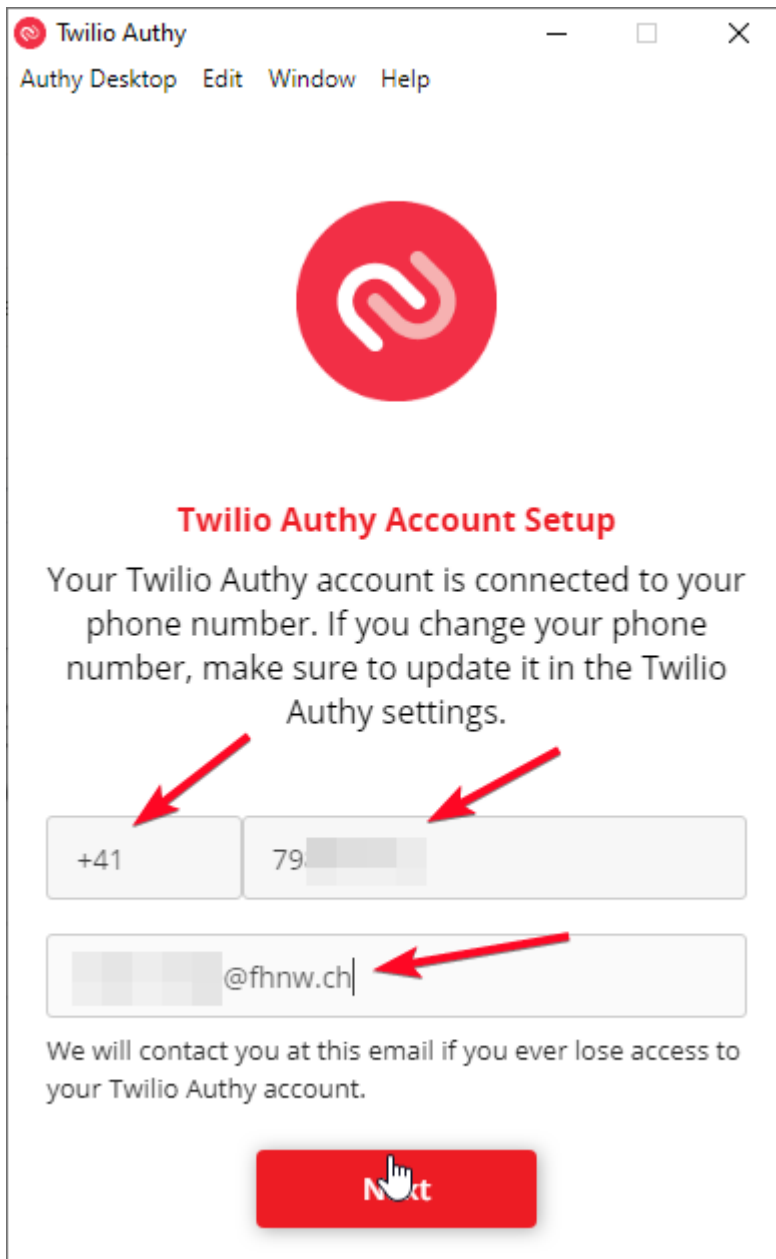 Twilio Authy
Authy Desktop Edit Window Help
Twilio Authy Account Setup
Your Twilio Authy account is connected to your
phone number. If you change your phone
number, make sure to update it in the Twilio
Authy settings.
+41 79
@fhnw.ch
We will contact you at this email if you ever lose access to
your Twilio Authy account.
Next